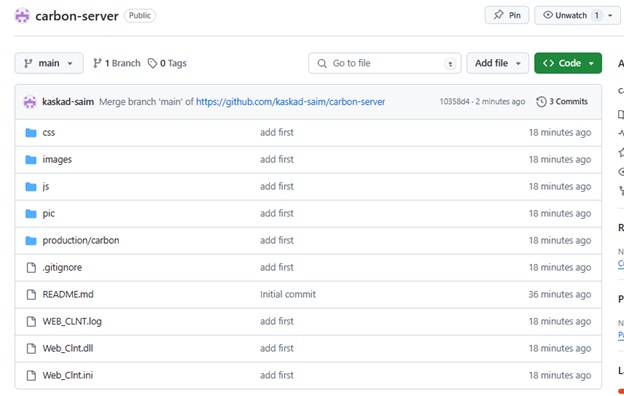 carbon-server Public Pin Unwatch 1
main 1 Branch 0 Tags Go to file t Add file Code
kaskad-saim Merge branch 'main' of https://github.com/kaskad-saim/carbon-server 10358d4 · 2 minutes ago 3 Commits
css add first 18 minutes ago
images add first 18 minutes ago
js add first 18 minutes ago
pic add first 18 minutes ago
production/carbon add first 18 minutes ago
.gitignore add first 18 minutes ago
README.md Initial commit 36 minutes ago
WEB_CLNT.log add first 18 minutes ago
Web_Clnt.dll add first 18 minutes ago
Web_Clnt.ini add first 18 minutes ago